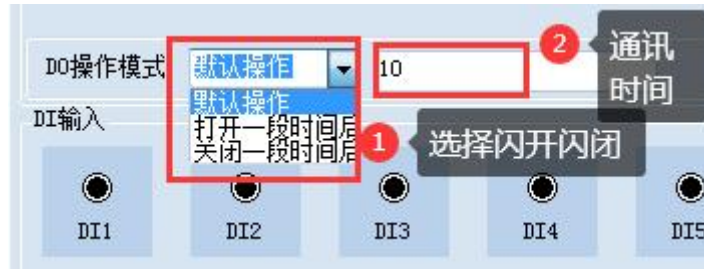 DO操作模式
默认操作
10
2
通讯
时间
默认操作
打开一段时间后
关闭一段时间后
1
选择闪开闪闭
DI输入
DI1
DI2
DI3
DI4
DI5